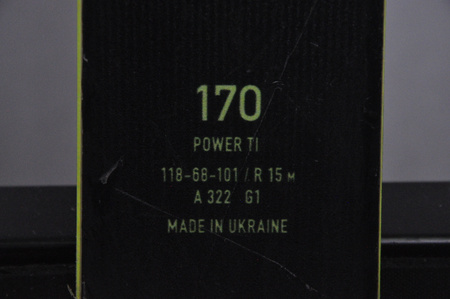 170
POWER TI
118-68-101 / R 15 M
A 322 G1
MADE IN UKRAINE